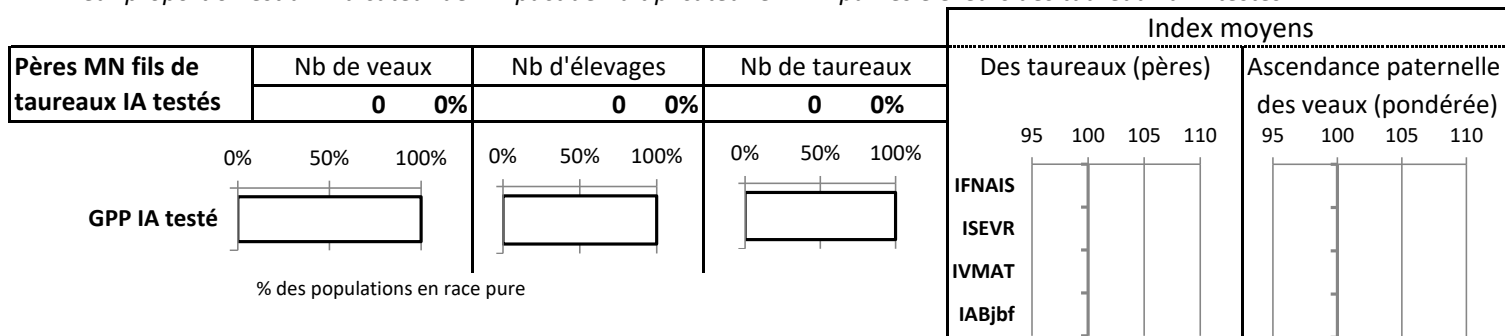 Index moyens
Pères MN fils de taureaux IA testés
Nb de veaux
Nb d'élevages
Nb de taureaux
Des taureaux (pères)
Ascendance paternelle des veaux (pondérée)
0 0%
0 0%
0 0%
95 100 105 110
95 100 105 110
0% 50% 100%
0% 50% 100%
0% 50% 100%
GPP IA testé
IFNAIS
ISEVR
IVMAT
IABjbf
% des populations en race pure